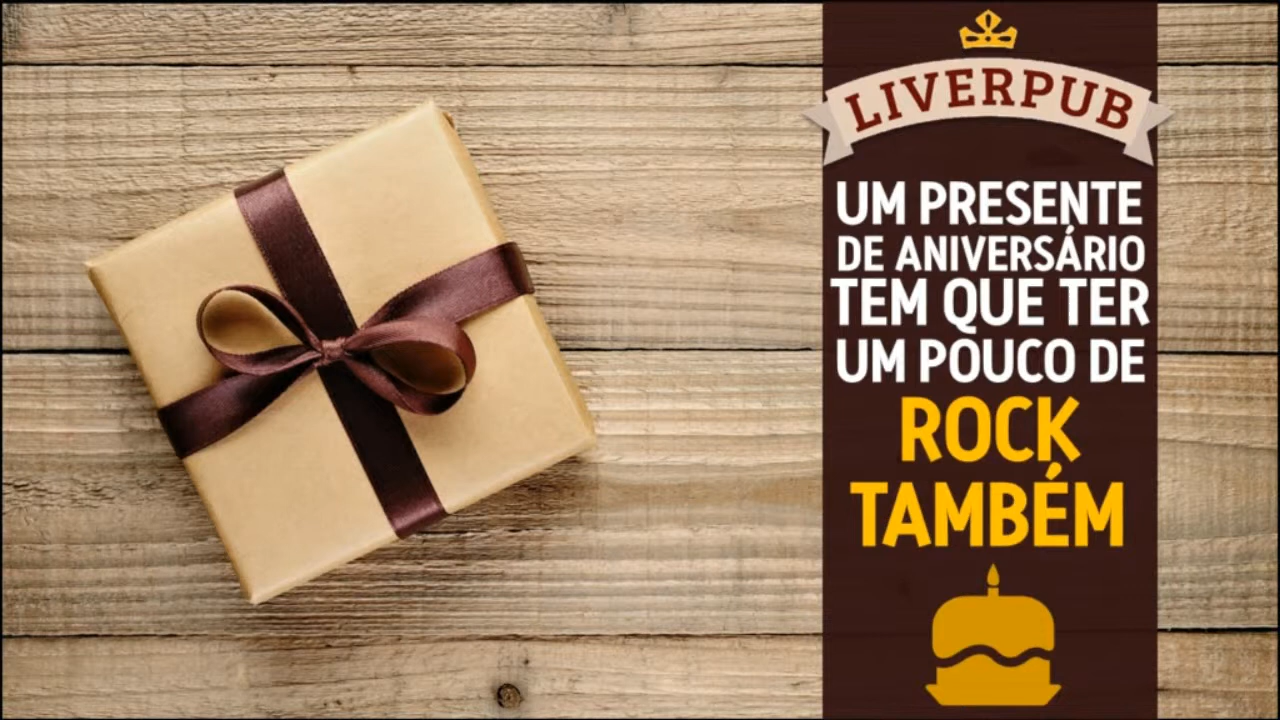 LIVERPUB
UM PRESENTE
DE ANIVERSÁRIO
TEM QUE TER
UM POUCO DE
ROCK
TAMBÉM